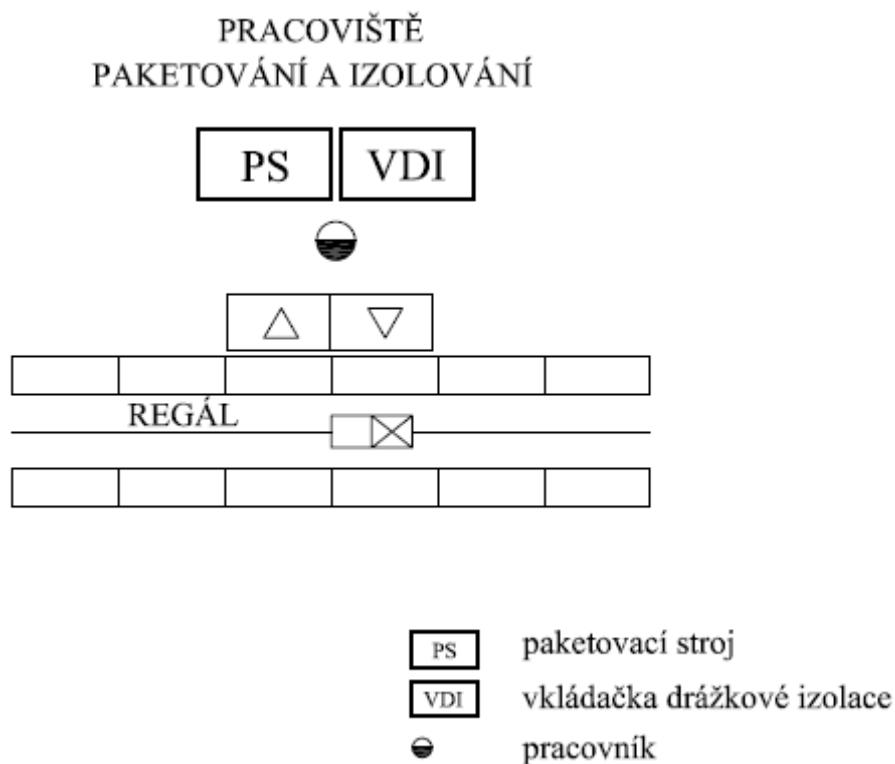 PRACOVIŠTĚ
PAKETOVÁNÍ A IZOLOVÁNÍ
PS VDI
REGÁL
PS paketovací stroj
VDI vkládačka drážkové izolace
pracovník